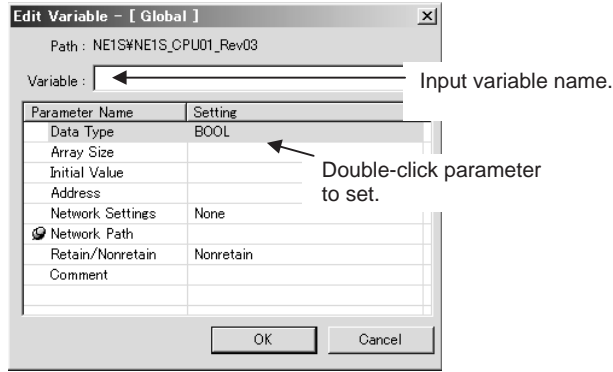 Edit Variable - [ Global ]
Path : NE1S¥NE1S_CPU01_Rev03
Variable :
Input variable name.
Parameter Name Setting
Data Type BOOL
Array Size
Initial Value
Double-click parameter
to set.
Address
Network Settings None
Network Path
Retain/Nonretain Nonretain
Comment
OK Cancel